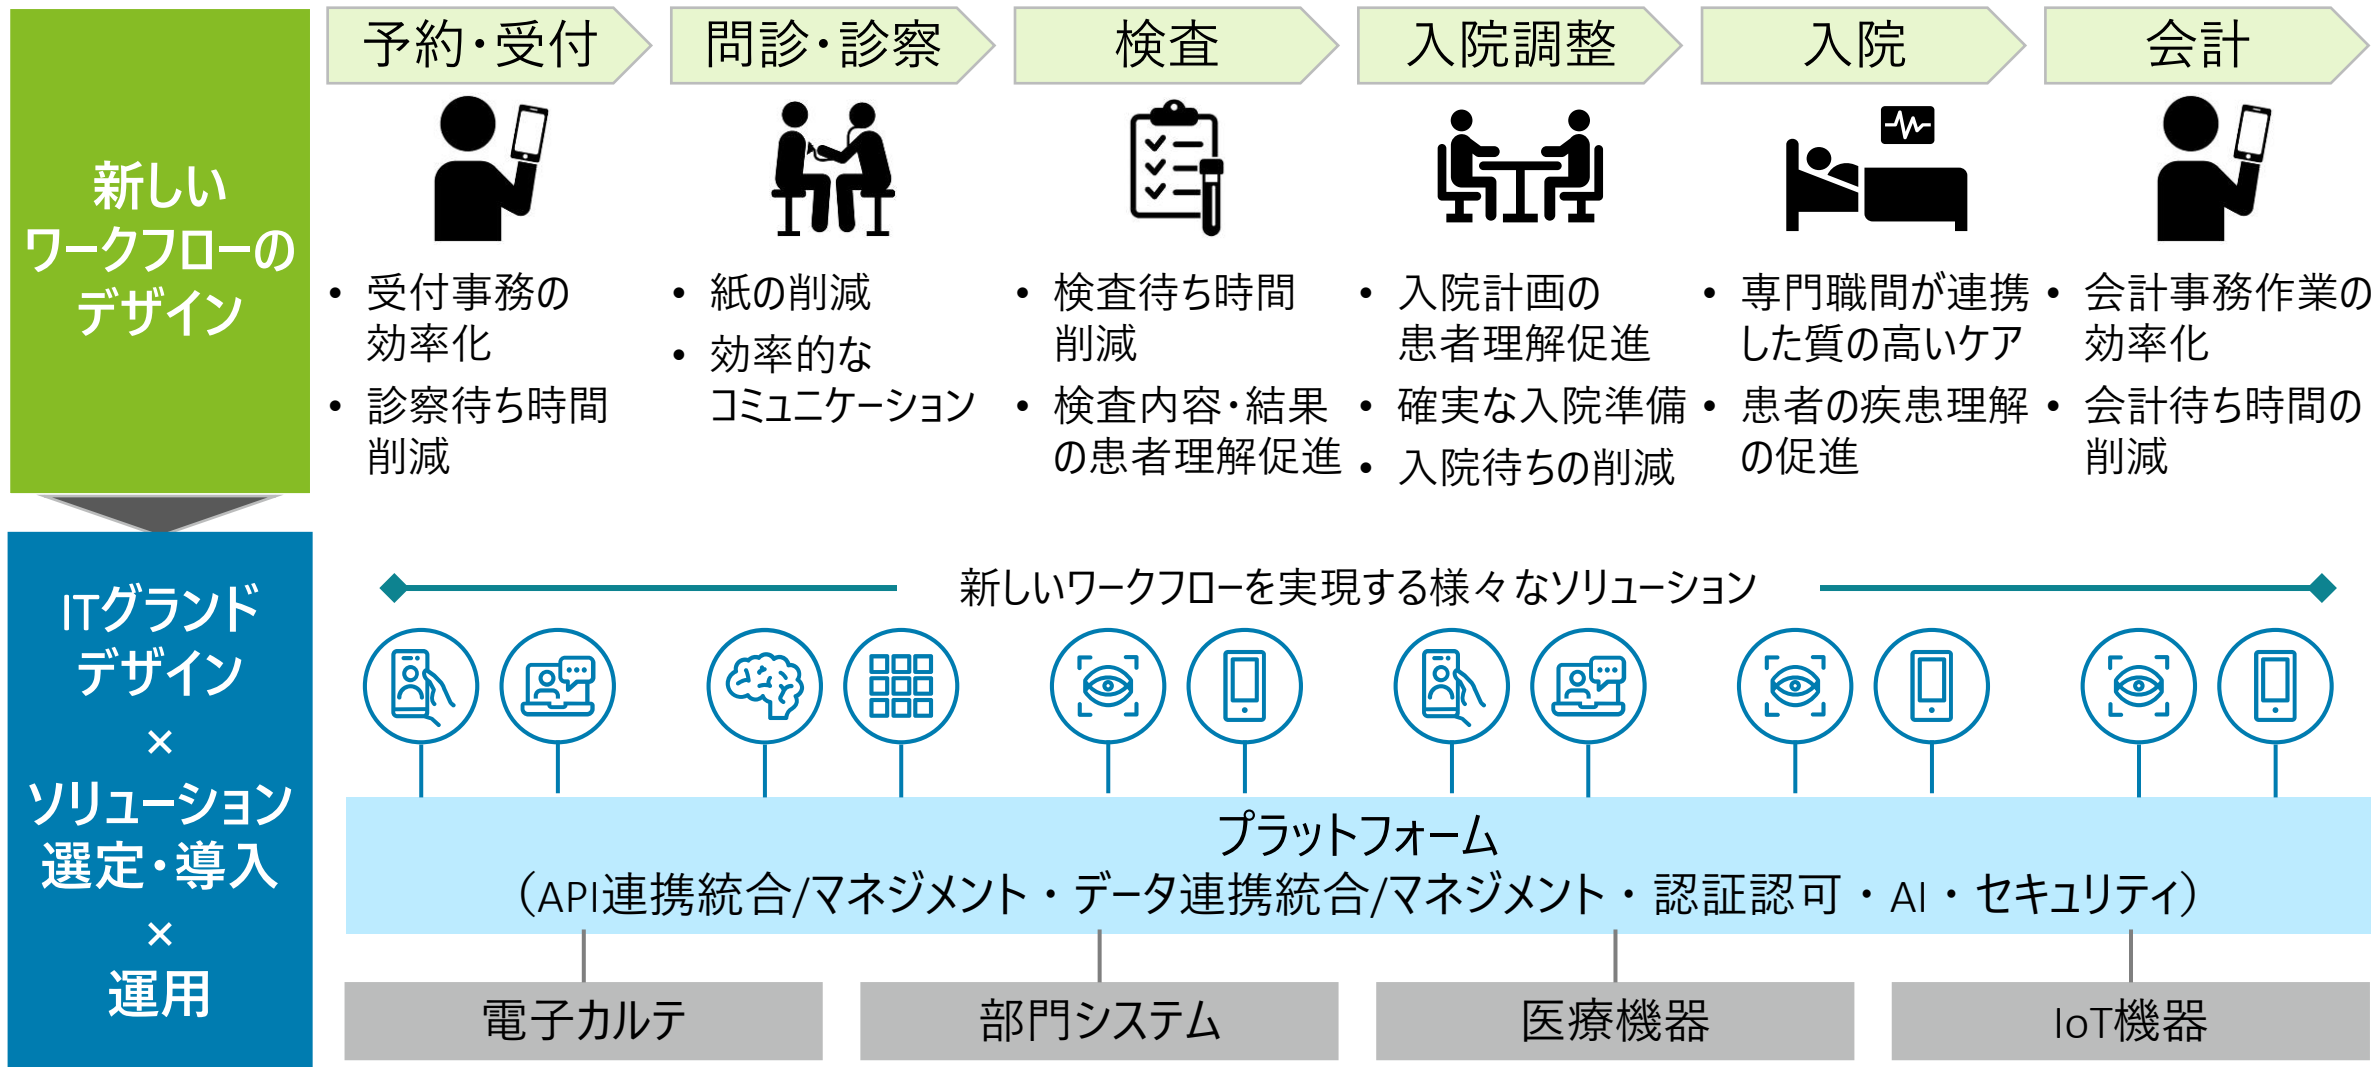 新しい
ワークフローの
デザイン
予約・受付
問診・診察
検査
入院調整
入院
会計
• 受付事務の
効率化
• 診察待ち時間
削減
• 紙の削減
• 効率的な
コミュニケーション
• 検査待ち時間
削減
• 検査内容・結果
の患者理解促進
• 入院計画の
患者理解促進
• 確実な入院準備
• 入院待ちの削減
• 専門職間が連携
した質の高いケア
• 患者の疾患理解
の促進
• 会計事務作業の
効率化
• 会計待ち時間の
削減
ITグランド
デザイン
×
ソリューション
選定・導入
×
運用
新しいワークフローを実現する様々なソリューション
プラットフォーム
（API連携統合/マネジメント・データ連携統合/マネジメント・認証認可・AI・セキュリティ）
電子カルテ
部門システム
医療機器
IoT機器